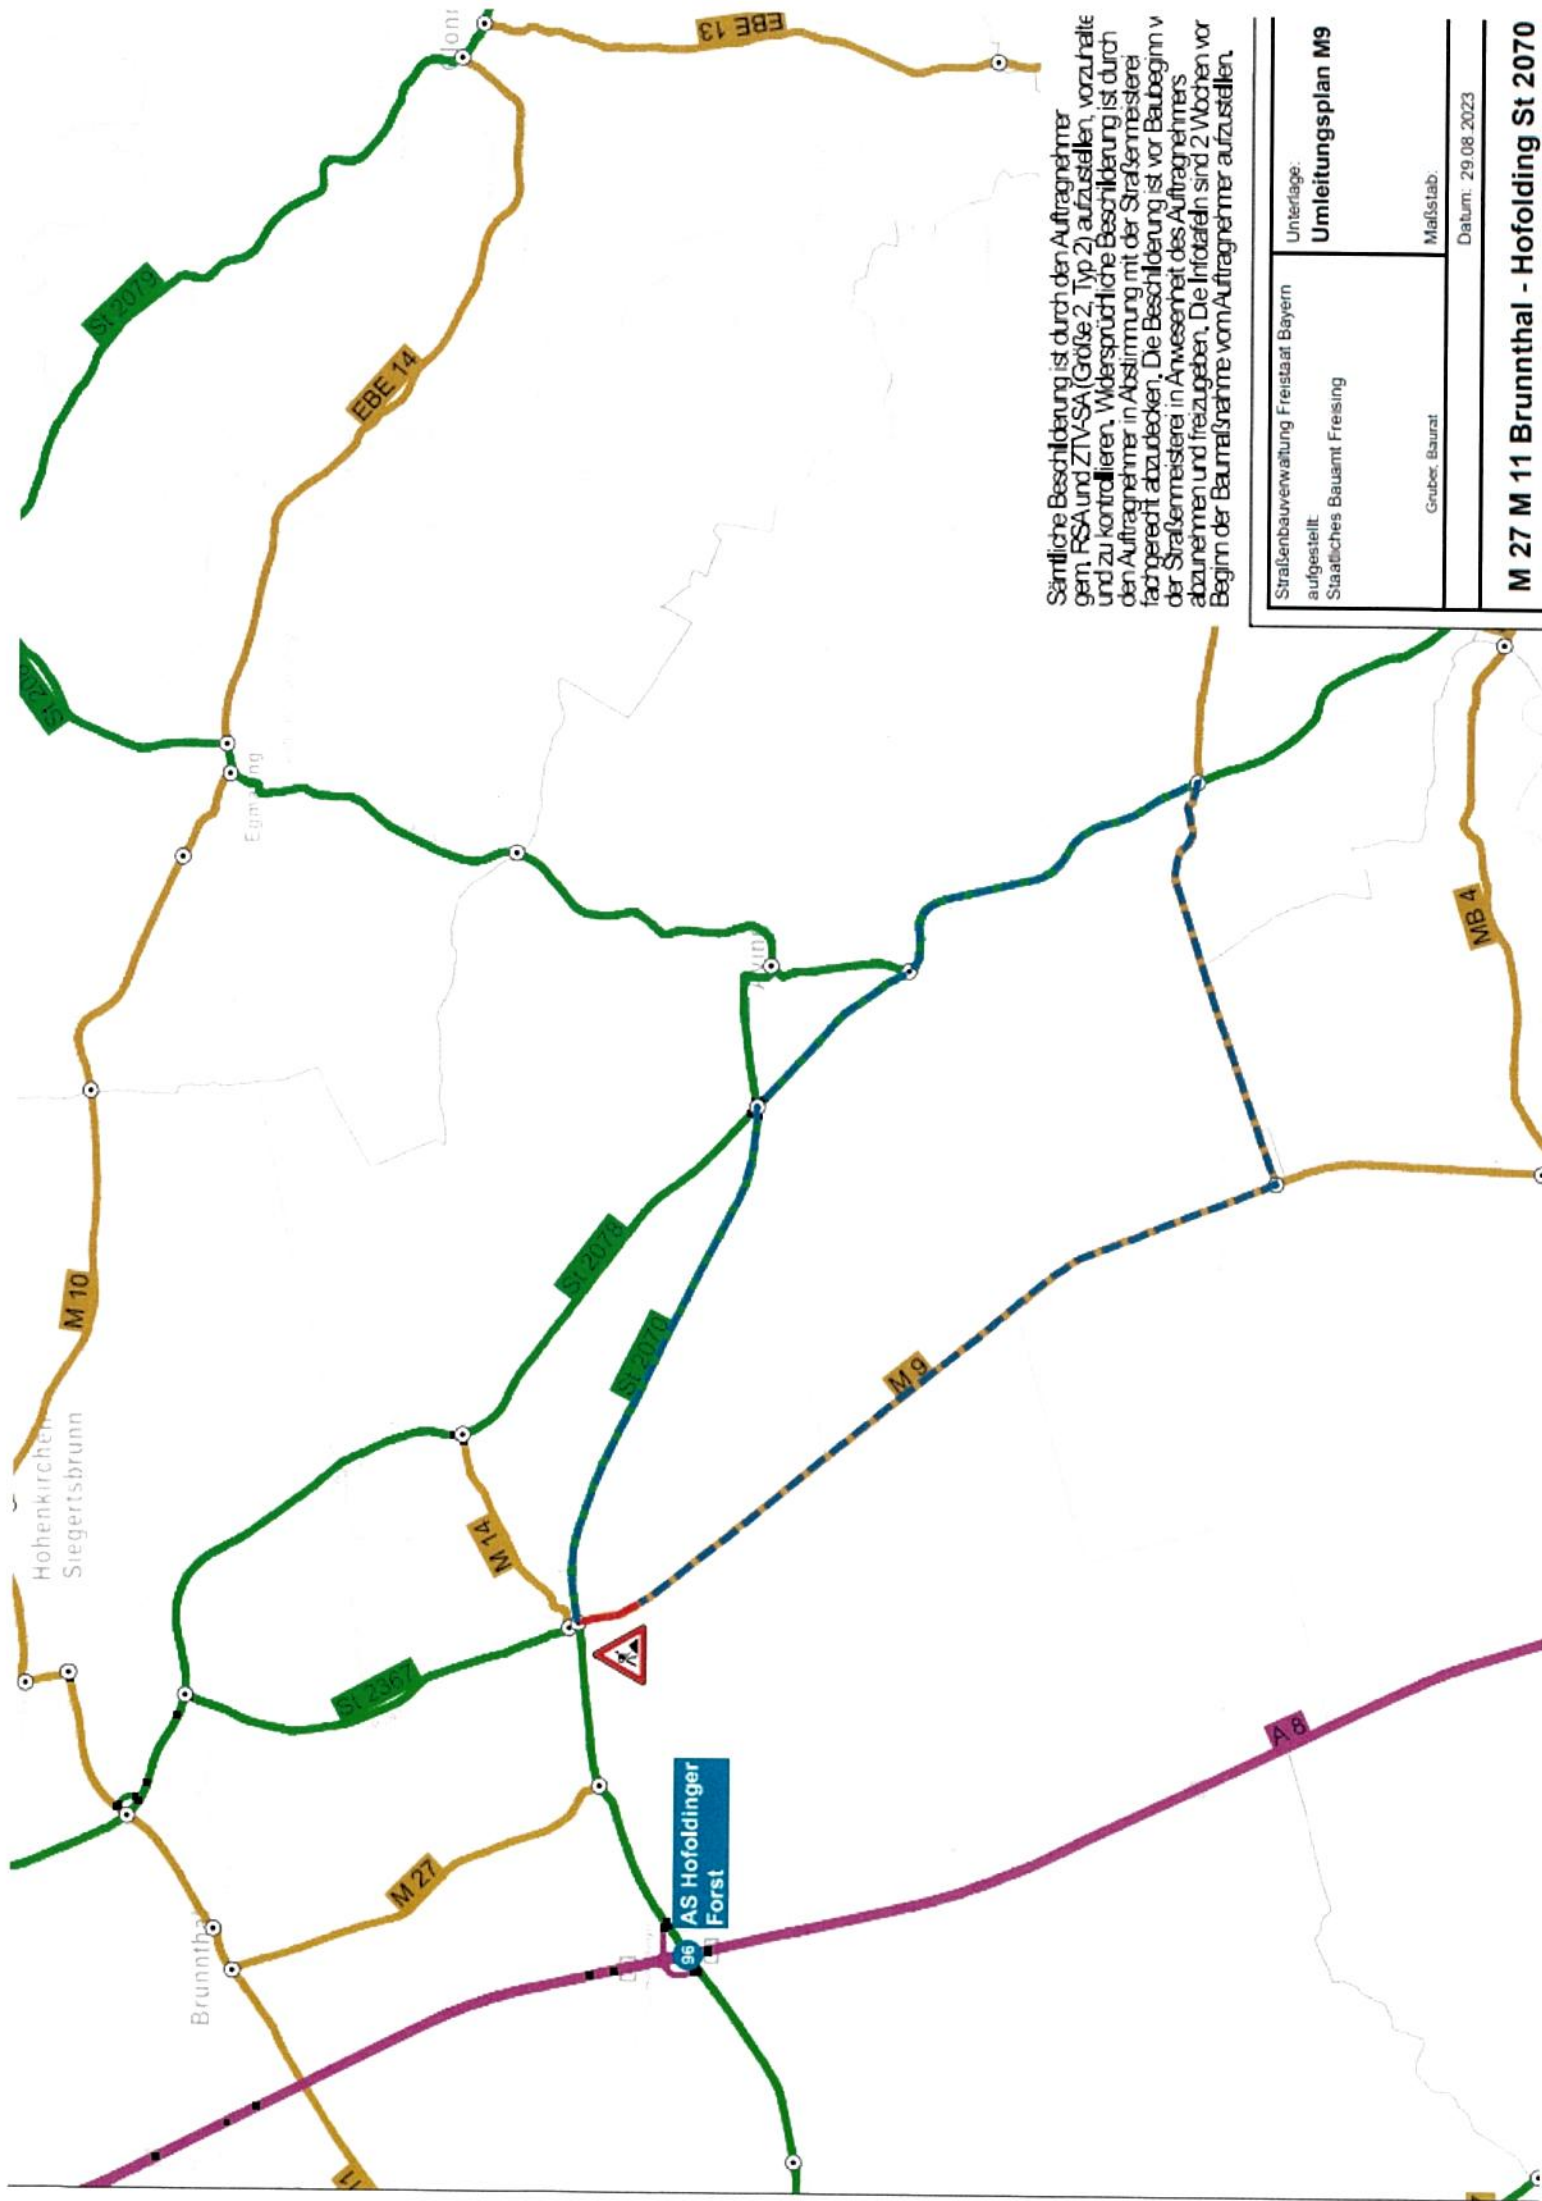 Hohenkirchen
Siegertsbrunn
M 10
St 2079
EBE 14
EBE 13
Brunnthal
M 27
St 2367
M 14
St 2078
St 2070
M 9
96
AS Hofoldinger
Forst
A 8
MB 4
Sämtliche Beschilderung ist durch den Auftragnehmer
gem. RSA und ZTV-SA (Größe 2, Typ 2) aufzustellen, vorzuhalte
und zu kontrollieren. Widersprüchliche Beschilderung ist durch
den Auftragnehmer in Abstimmung mit der Straßenmeisterei
fachgerecht abzudecken. Die Beschilderung ist vor Baubeginn v
der Straßenmeisterei in Anwesenheit des Auftragnehmers
abzunehmen und freizugeben. Die Infotafeln sind 2 Wochen vor
Beginn der Baumaßnahme vom Auftragnehmer aufzustellen.
Straßenbauverwaltung Freistaat Bayern
aufgestellt:
Staatliches Bauamt Freising
Gruber, Baurat
Unterlage:
Umleitungsplan M9
Maßstab:
Datum: 29.08.2023
M 27 M 11 Brunnthal - Hofolding St 2070